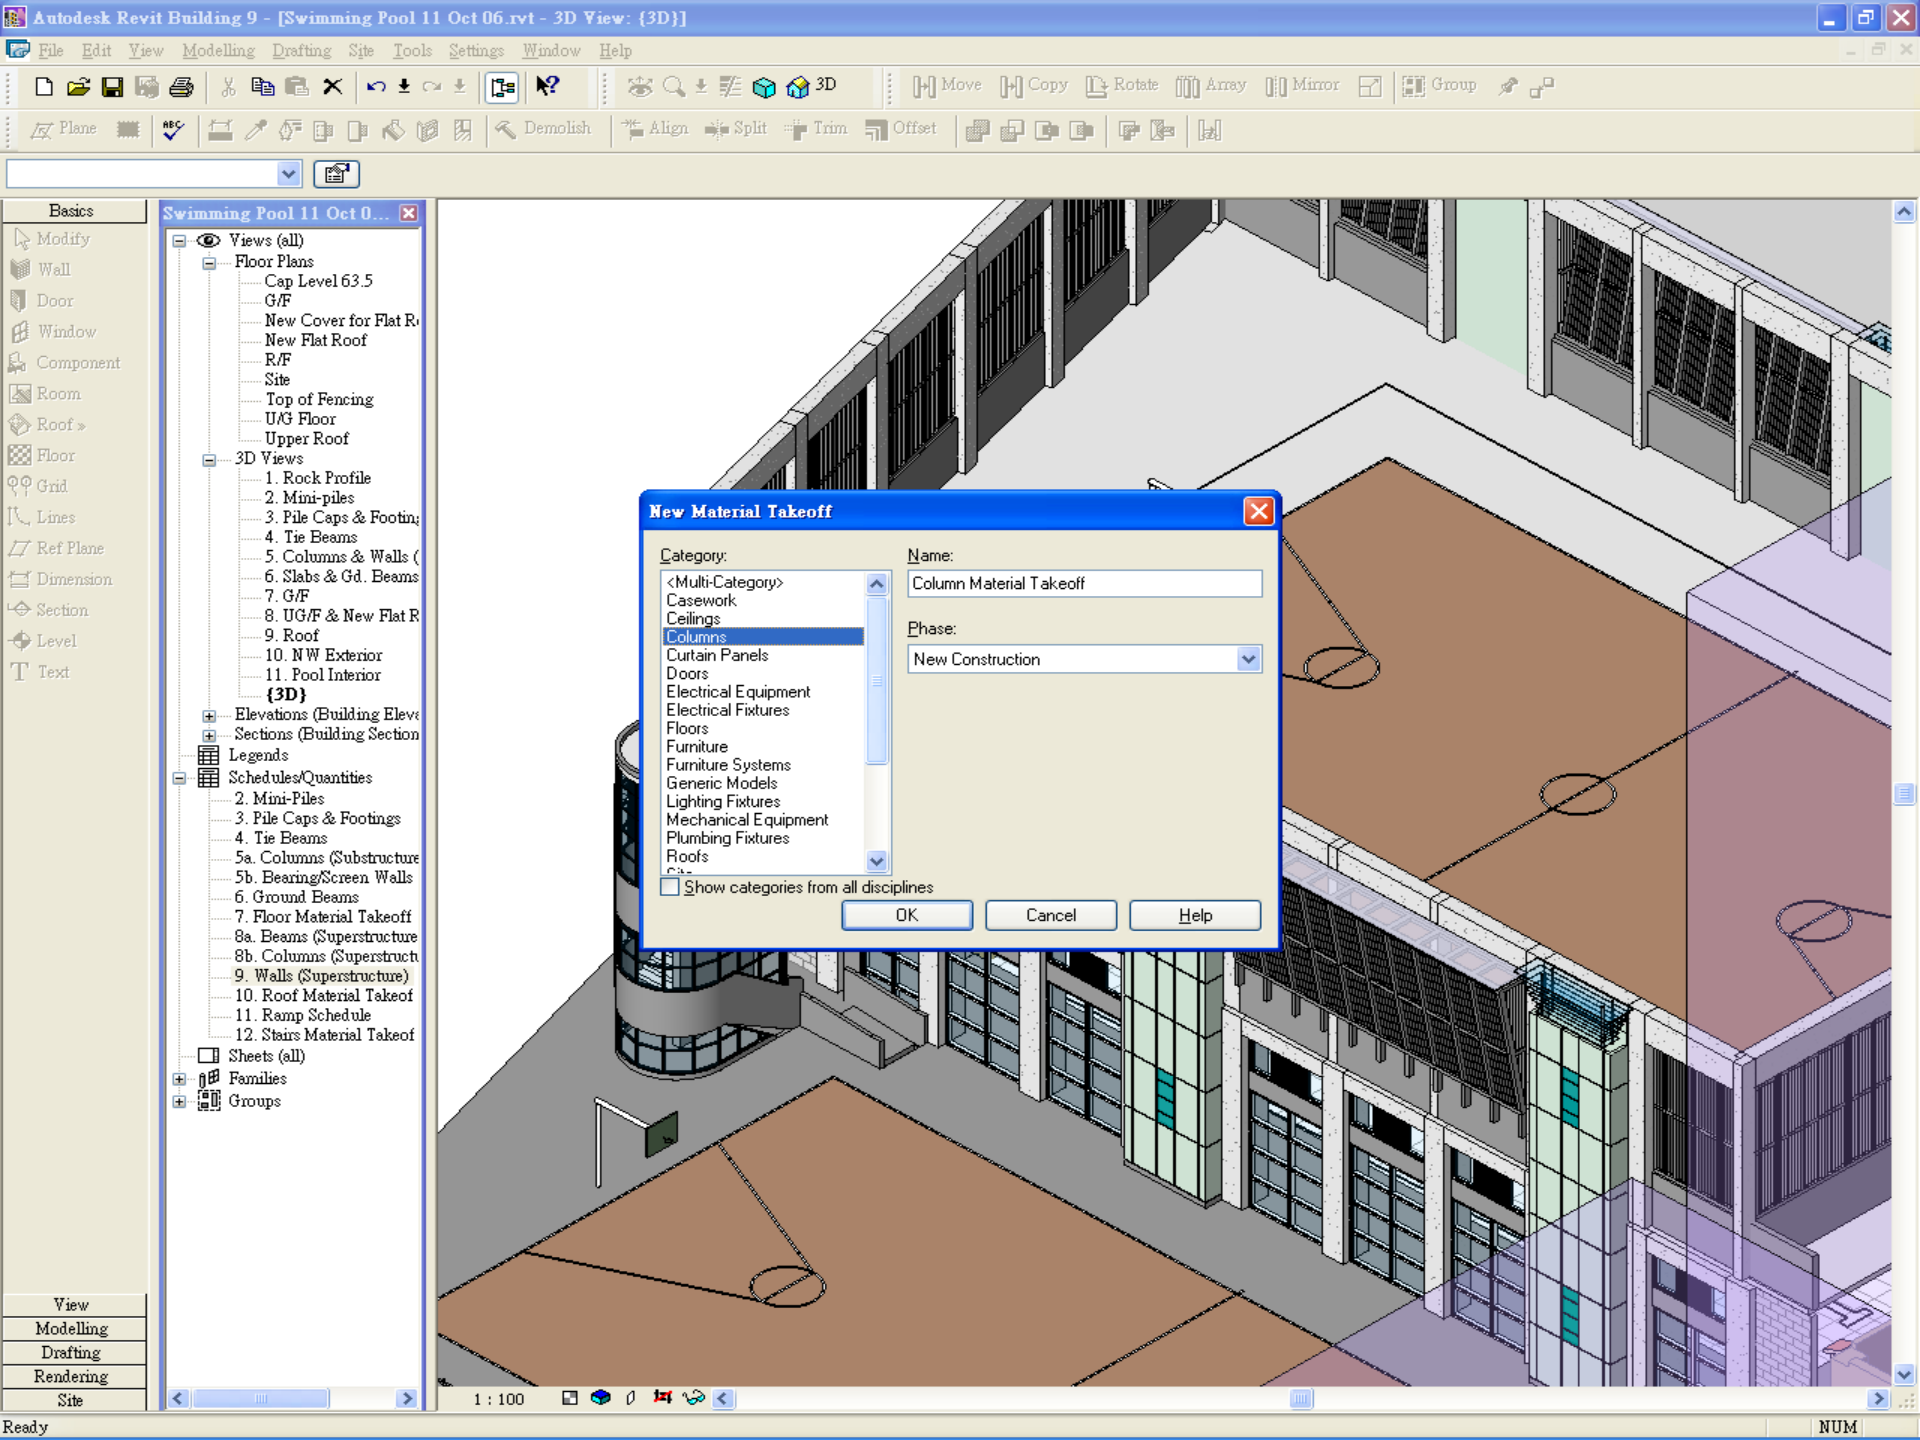 Autodesk Revit Building 9 - [Swimming Pool 11 Oct 06.rvt - 3D View: {3D}]
File Edit View Modelling Drafting Site Tools Settings Window Help
3D Move Copy Rotate Array Mirror Group
Plane ABC Demolish Align Split Trim Offset
Basics
Modify
Wall
Door
Window
Component
Room
Roof »
Floor
Grid
Lines
Ref Plane
Dimension
Section
Level
Text
View
Modelling
Drafting
Rendering
Site
Swimming Pool 11 Oct 0...
Views (all)
Floor Plans
Cap Level 63.5
G/F
New Cover for Flat R
New Flat Roof
R/F
Site
Top of Fencing
U/G Floor
Upper Roof
3D Views
1. Rock Profile
2. Mini-piles
3. Pile Caps & Footin
4. Tie Beams
5. Columns & Walls (
6. Slabs & Gd. Beams
7. G/F
8. UG/F & New Flat R
9. Roof
10. NW Exterior
11. Pool Interior
{3D}
Elevations (Building Elev
Sections (Building Section
Legends
Schedules/Quantities
2. Mini-Piles
3. Pile Caps & Footings
4. Tie Beams
5a. Columns (Substructure
5b. Bearing/Screen Walls
6. Ground Beams
7. Floor Material Takeoff
8a. Beams (Superstructure
8b. Columns (Superstruct
9. Walls (Superstructure)
10. Roof Material Takeof
11. Ramp Schedule
12. Stairs Material Takeof
Sheets (all)
Families
Groups
New Material Takeoff
Category:
<Multi-Category>
Casework
Ceilings
Columns
Curtain Panels
Doors
Electrical Equipment
Electrical Fixtures
Floors
Furniture
Furniture Systems
Generic Models
Lighting Fixtures
Mechanical Equipment
Plumbing Fixtures
Roofs
Show categories from all disciplines
Name:
Column Material Takeoff
Phase:
New Construction
OK Cancel Help
1 : 100
Ready
NUM